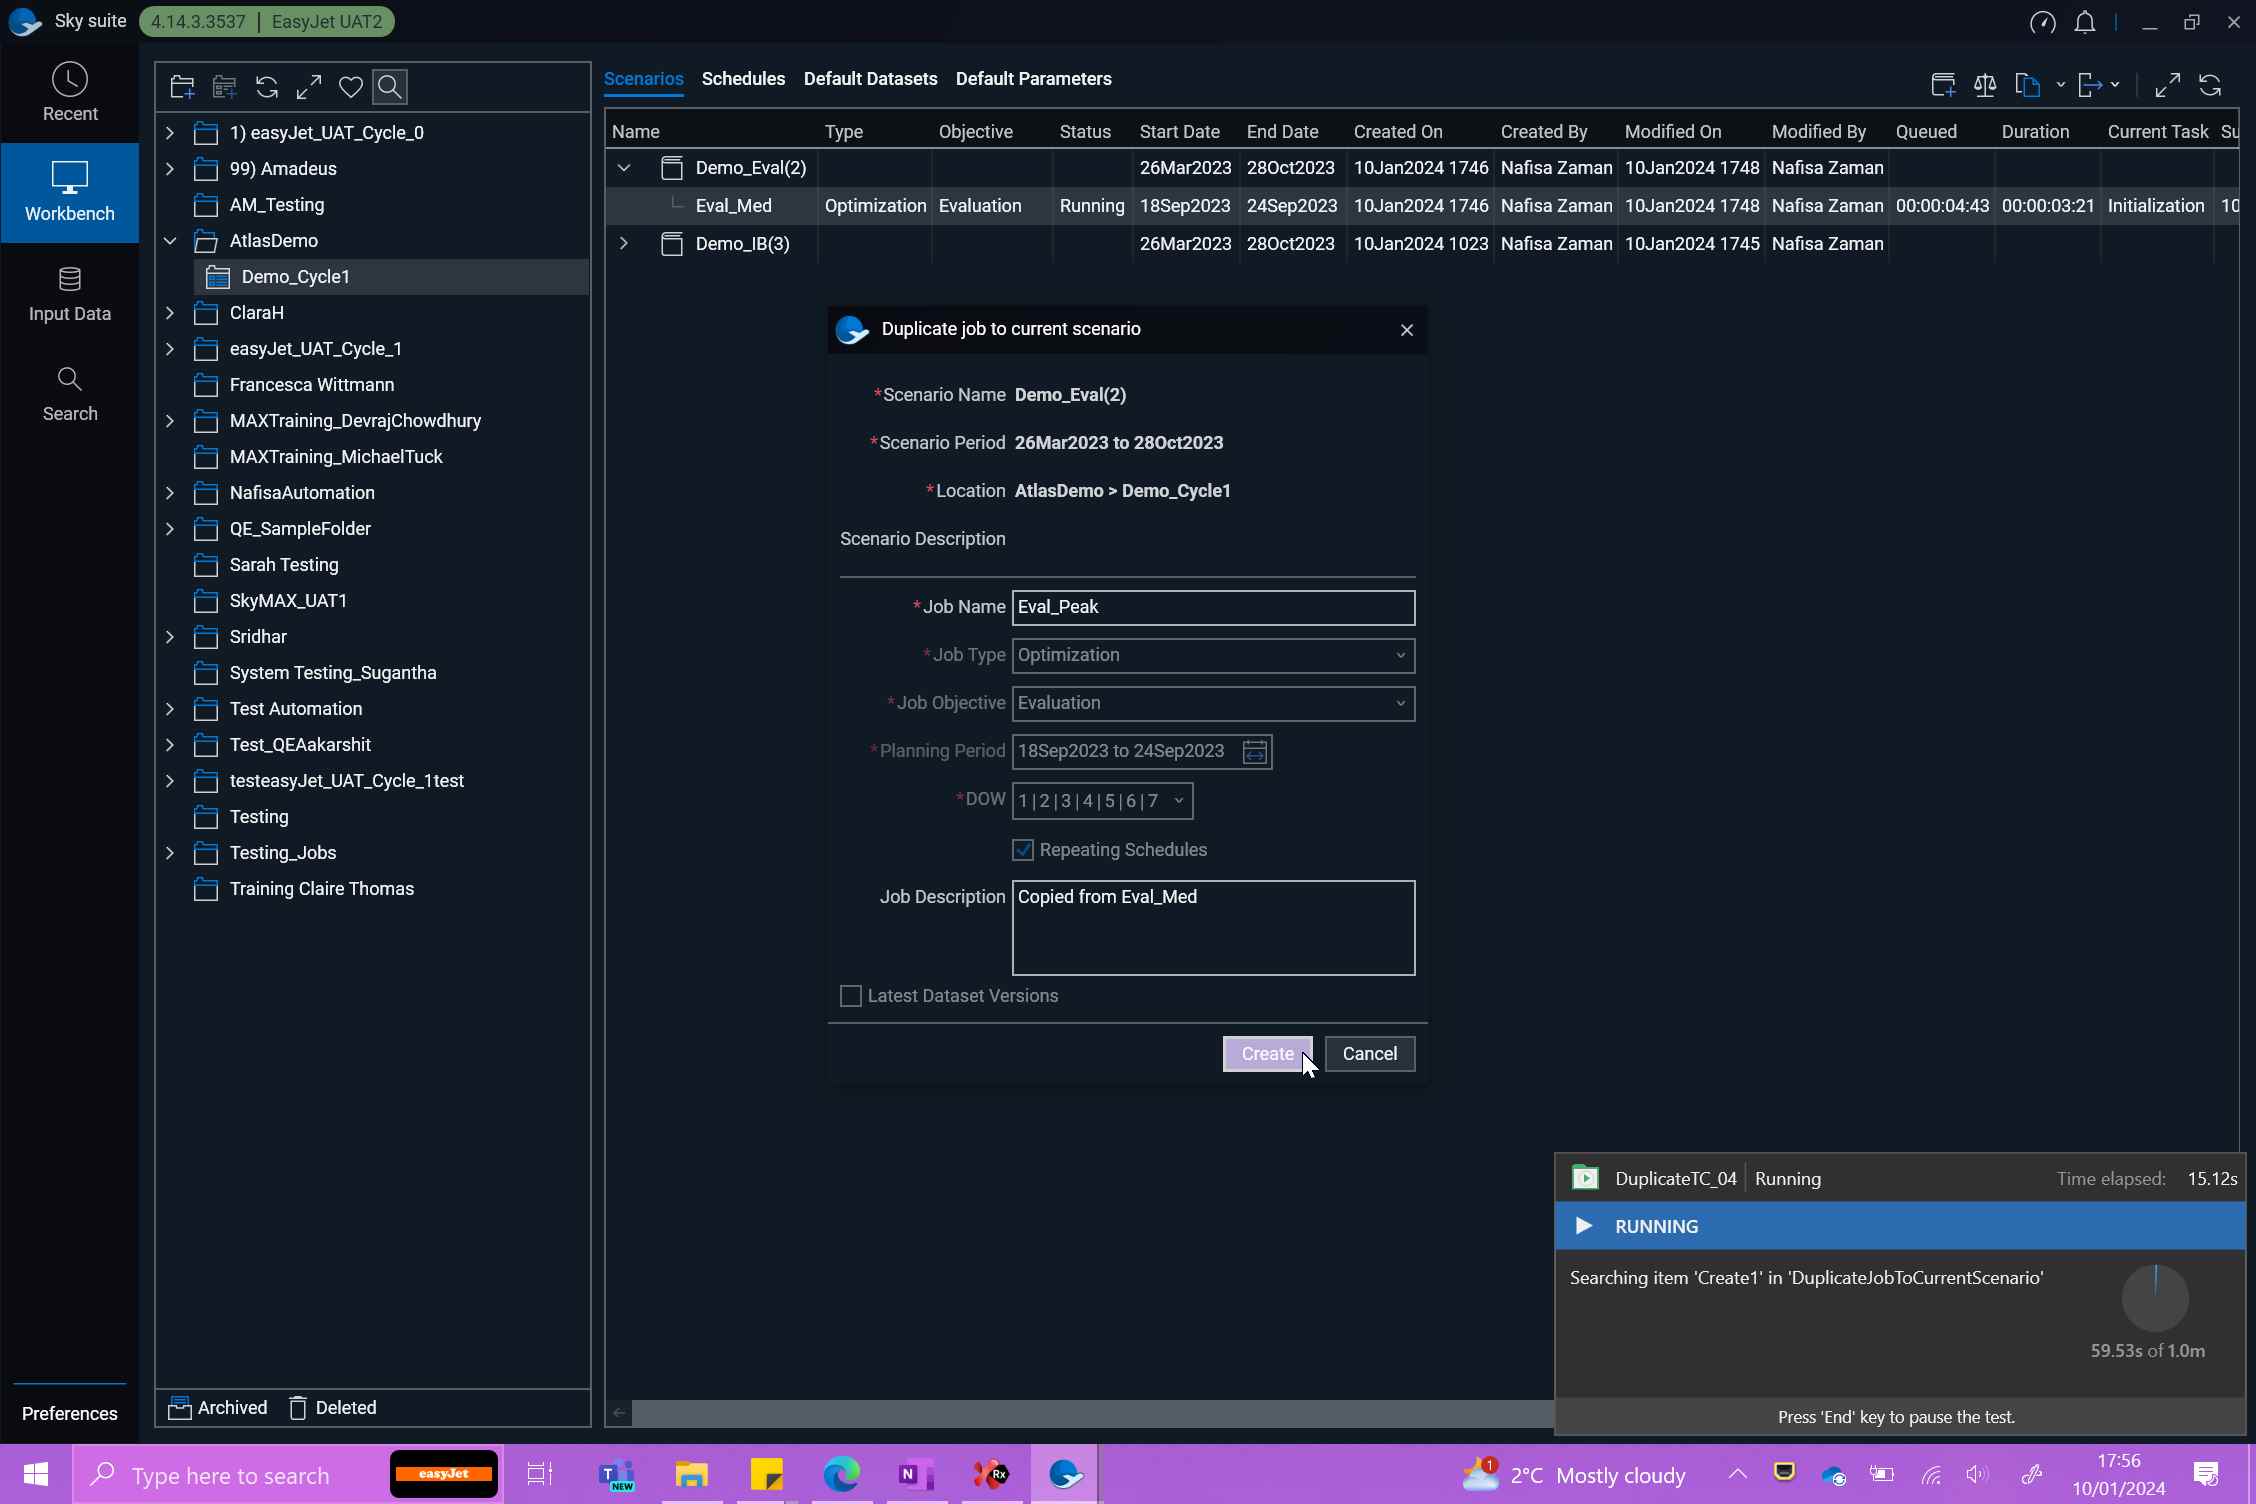 Sky suite 4.14.3.3537 | EasyJet UAT2
Recent
Workbench
Input Data
Search
Preferences
1) easyJet_UAT_Cycle_0
99) Amadeus
AM_Testing
AtlasDemo
Demo_Cycle1
ClaraH
easyJet_UAT_Cycle_1
Francesca Wittmann
MAXTraining_DevrajChowdhury
MAXTraining_MichaelTuck
NafisaAutomation
QE_SampleFolder
Sarah Testing
SkyMAX_UAT1
Sridhar
System Testing_Sugantha
Test Automation
Test_QEAakarshit
testeasyJet_UAT_Cycle_1test
Testing
Testing_Jobs
Training Claire Thomas
Archived Deleted
Scenarios Schedules Default Datasets Default Parameters
Name Type Objective Status Start Date End Date Created On Created By Modified On Modified By Queued Duration Current Task Su
Demo_Eval(2) 26Mar2023 28Oct2023 10Jan2024 1746 Nafisa Zaman 10Jan2024 1748 Nafisa Zaman
Eval_Med Optimization Evaluation Running 18Sep2023 24Sep2023 10Jan2024 1746 Nafisa Zaman 10Jan2024 1748 Nafisa Zaman 00:00:04:43 00:00:03:21 Initialization 10
Demo_IB(3) 26Mar2023 28Oct2023 10Jan2024 1023 Nafisa Zaman 10Jan2024 1745 Nafisa Zaman
Duplicate job to current scenario
*Scenario Name Demo_Eval(2)
*Scenario Period 26Mar2023 to 28Oct2023
*Location AtlasDemo > Demo_Cycle1
Scenario Description
*Job Name Eval_Peak
*Job Type Optimization
*Job Objective Evaluation
*Planning Period 18Sep2023 to 24Sep2023
*DOW 1|2|3|4|5|6|7
Repeating Schedules
Job Description Copied from Eval_Med
Latest Dataset Versions
Create Cancel
DuplicateTC_04 | Running Time elapsed: 15.12s
RUNNING
Searching item 'Create1' in 'DuplicateJobToCurrentScenario'
59.53s of 1.0m
Press 'End' key to pause the test.
Type here to search easyJet T NEW N Rx 1 2°C Mostly cloudy 17:56
10/01/2024